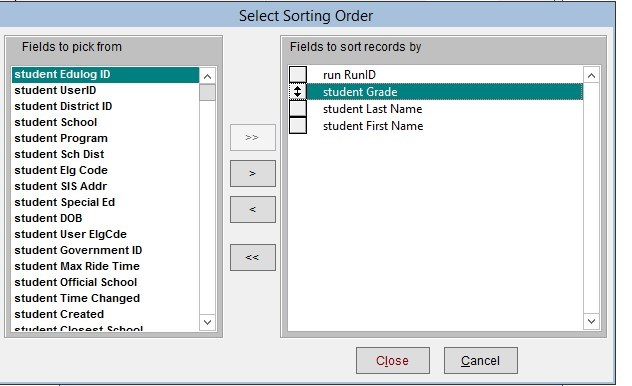 Select Sorting Order
Fields to pick from
student Edulog ID
student UserID
student District ID
student School
student Program
student Sch Dist
student Elg Code
student SIS Addr
student Special Ed
student DOB
student User ElgCde
student Government ID
student Max Ride Time
student Official School
student Time Changed
student Created
student Closest School
>>
>
<
<<
Fields to sort records by
run RunID
student Grade
student Last Name
student First Name
Close
Cancel